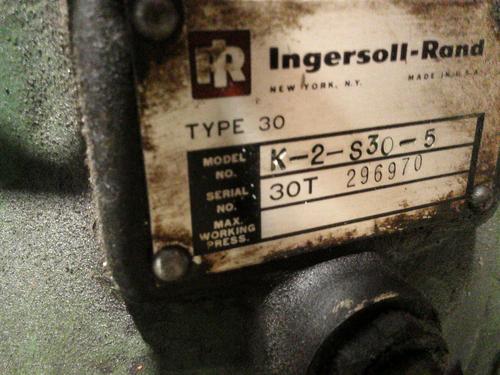 IR Ingersoll-Rand
NEW YORK, N.Y. MADE IN U.S.A.
TYPE 30
MODEL NO. K-2-S30-5
SERIAL NO. 30T 296970
MAX. WORKING PRESS.